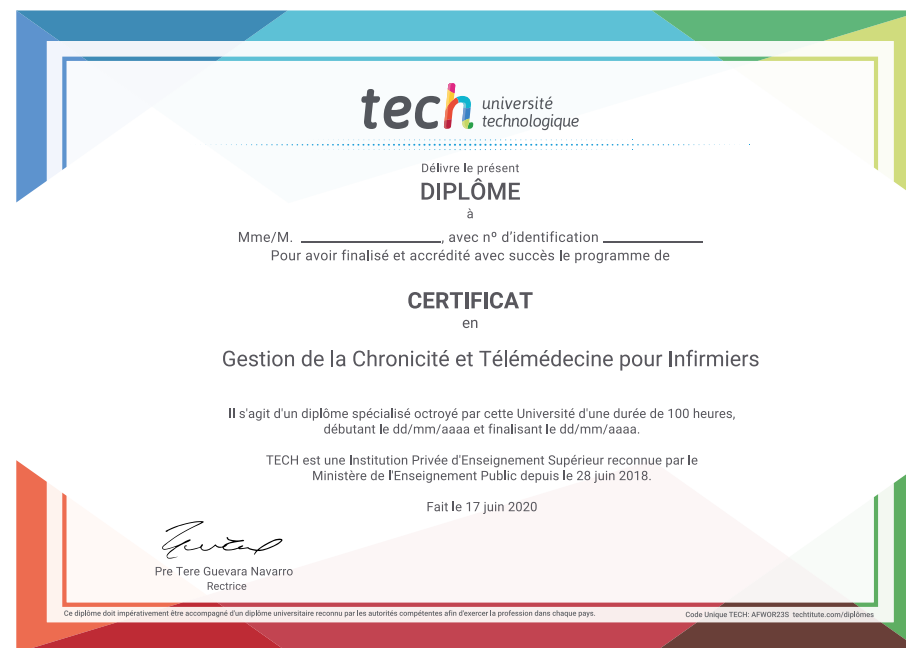 tech université
technologique
Délivre le présent
DIPLÔME
à
Mme/M. ____________________, avec nº d'identification ______________
Pour avoir finalisé et accrédité avec succès le programme de
CERTIFICAT
en
Gestion de la Chronicité et Télémédecine pour Infirmiers
Il s'agit d'un diplôme spécialisé octroyé par cette Université d'une durée de 100 heures,
débutant le dd/mm/aaaa et finalisant le dd/mm/aaaa.
TECH est une Institution Privée d'Enseignement Supérieur reconnue par le
Ministère de l'Enseignement Public depuis le 28 juin 2018.
Fait le 17 juin 2020
Pre Tere Guevara Navarro
Rectrice
Ce diplôme doit impérativement être accompagné d'un diplôme universitaire reconnu par les autorités compétentes afin d'exercer la profession dans chaque pays.
Code Unique TECH: AFWOR23S techtitute.com/diplômes